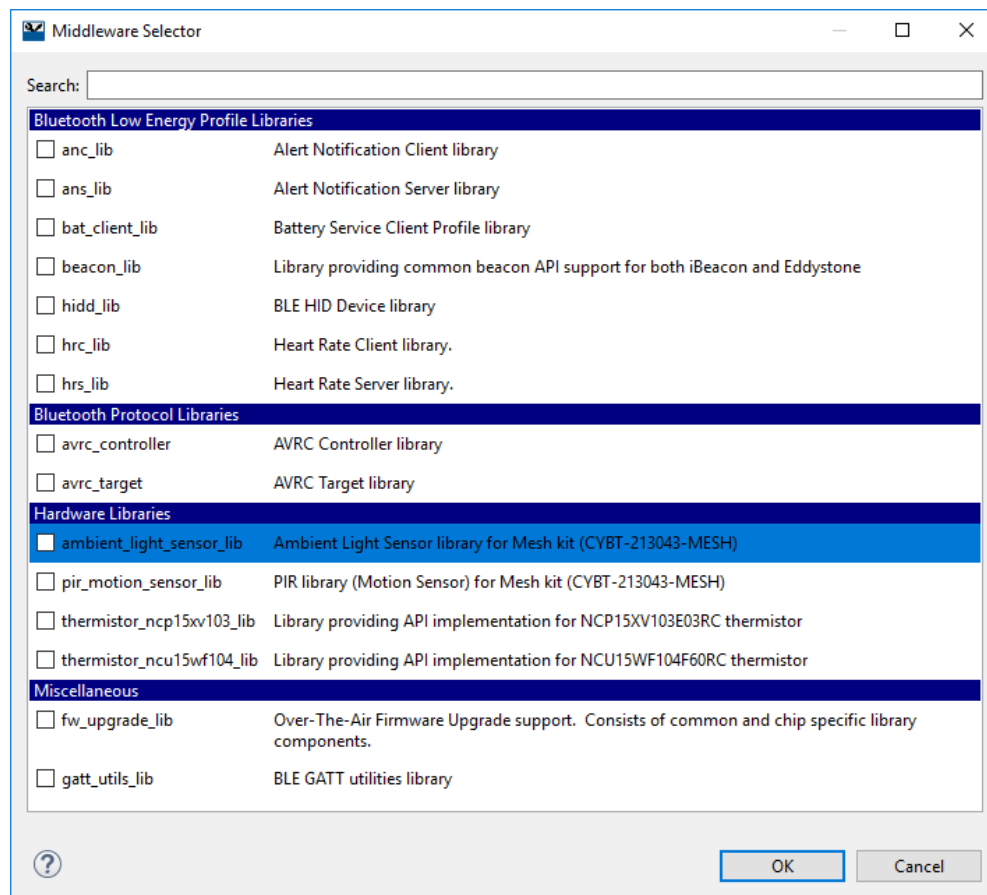 Middleware Selector
Search:
Bluetooth Low Energy Profile Libraries
anc_lib Alert Notification Client library
ans_lib Alert Notification Server library
bat_client_lib Battery Service Client Profile library
beacon_lib Library providing common beacon API support for both iBeacon and Eddystone
hidd_lib BLE HID Device library
hrc_lib Heart Rate Client library.
hrs_lib Heart Rate Server library.
Bluetooth Protocol Libraries
avrc_controller AVRC Controller library
avrc_target AVRC Target library
Hardware Libraries
ambient_light_sensor_lib Ambient Light Sensor library for Mesh kit (CYBT-213043-MESH)
pir_motion_sensor_lib PIR library (Motion Sensor) for Mesh kit (CYBT-213043-MESH)
thermistor_ncp15xv103_lib Library providing API implementation for NCP15XV103E03RC thermistor
thermistor_ncu15wf104_lib Library providing API implementation for NCU15WF104F60RC thermistor
Miscellaneous
fw_upgrade_lib Over-The-Air Firmware Upgrade support. Consists of common and chip specific library
components.
gatt_utils_lib BLE GATT utilities library
? OK Cancel